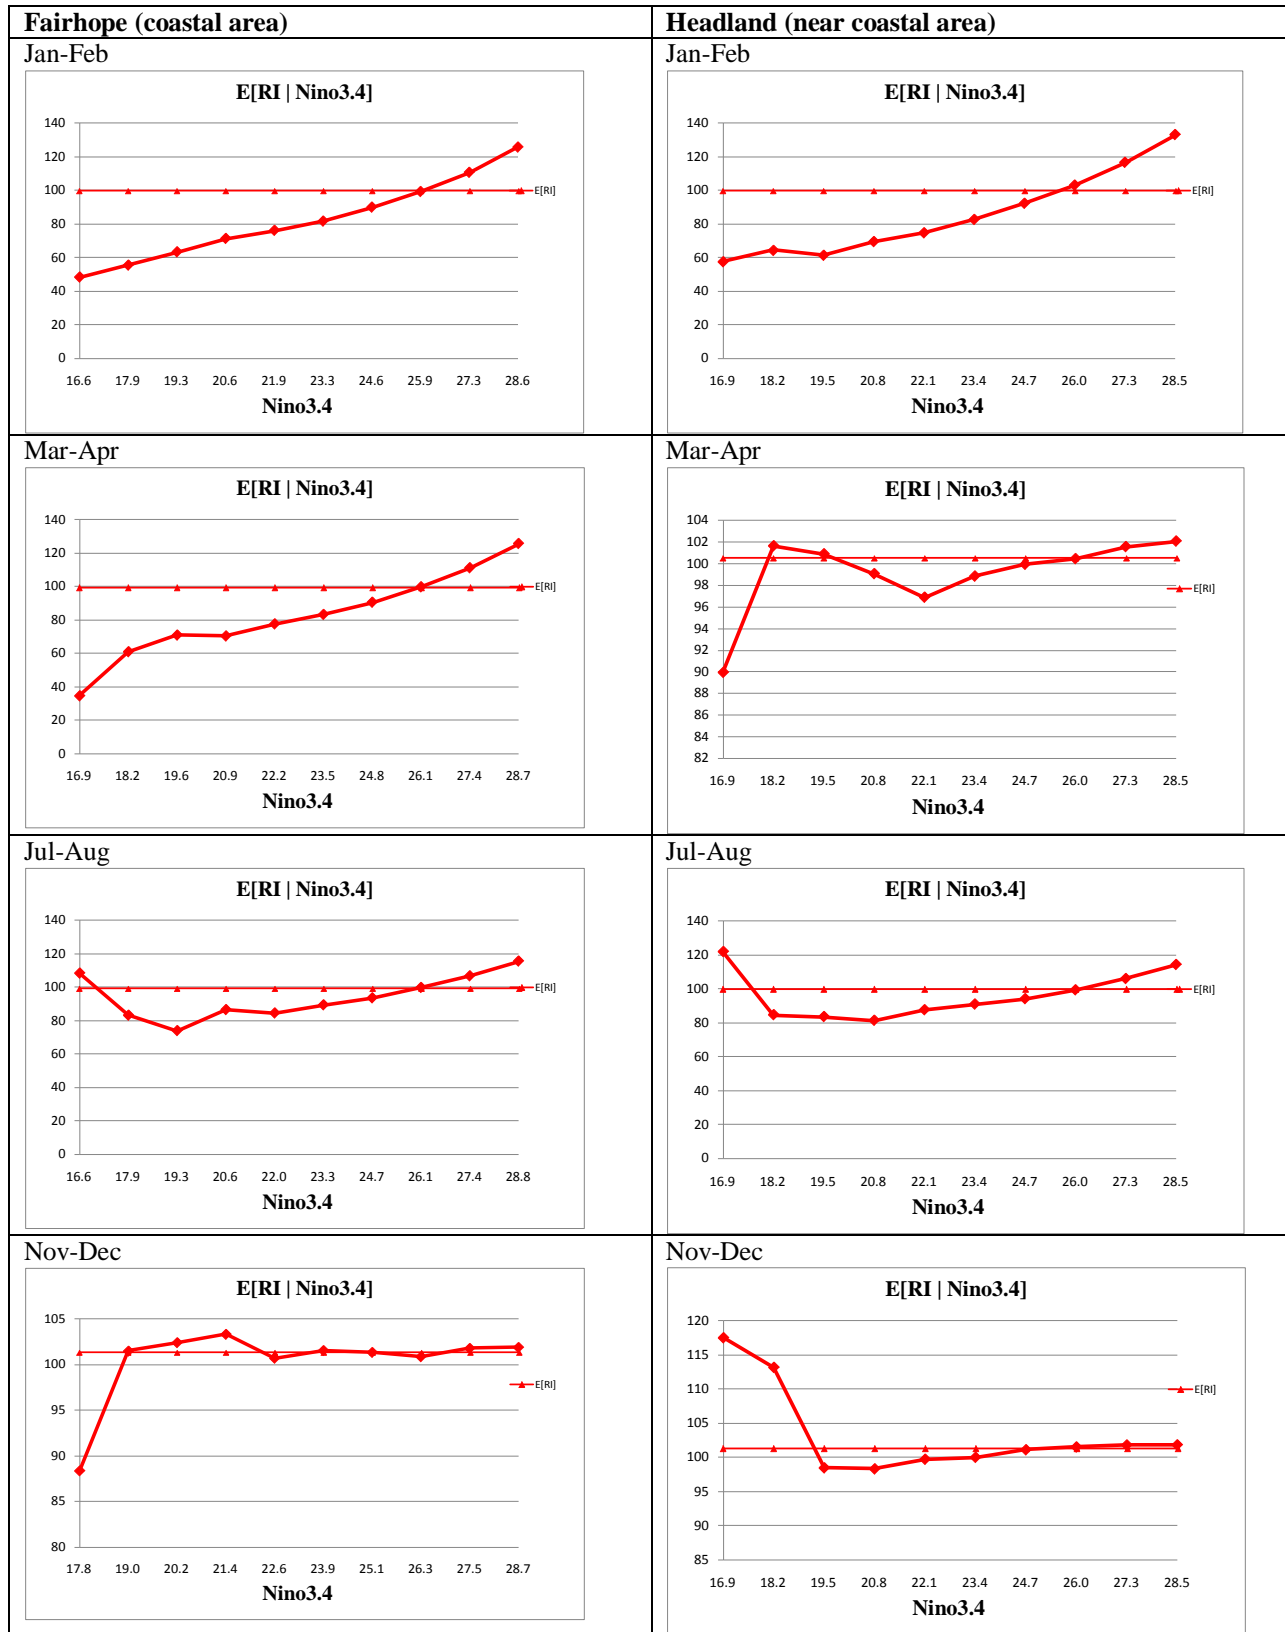 Fairhope (coastal area)
Headland (near coastal area)
Jan-Feb
E[RI | Nino3.4]
140
120
100
80
60
40
20
0
E[RI]
16.6 17.9 19.3 20.6 21.9 23.3 24.6 25.9 27.3 28.6
Nino3.4
Jan-Feb
E[RI | Nino3.4]
140
120
100
80
60
40
20
0
E[RI]
16.9 18.2 19.5 20.8 22.1 23.4 24.7 26.0 27.3 28.5
Nino3.4
Mar-Apr
E[RI | Nino3.4]
140
120
100
80
60
40
20
0
E[RI]
16.9 18.2 19.6 20.9 22.2 23.5 24.8 26.1 27.4 28.7
Nino3.4
Mar-Apr
E[RI | Nino3.4]
104
102
100
98
96
94
92
90
88
86
84
82
E[RI]
16.9 18.2 19.5 20.8 22.1 23.4 24.7 26.0 27.3 28.5
Nino3.4
Jul-Aug
E[RI | Nino3.4]
140
120
100
80
60
40
20
0
E[RI]
16.6 17.9 19.3 20.6 22.0 23.3 24.7 26.1 27.4 28.8
Nino3.4
Jul-Aug
E[RI | Nino3.4]
140
120
100
80
60
40
20
0
E[RI]
16.9 18.2 19.5 20.8 22.1 23.4 24.7 26.0 27.3 28.5
Nino3.4
Nov-Dec
E[RI | Nino3.4]
105
100
95
90
85
80
E[RI]
17.8 19.0 20.2 21.4 22.6 23.9 25.1 26.3 27.5 28.7
Nino3.4
Nov-Dec
E[RI | Nino3.4]
120
115
110
105
100
95
90
85
E[RI]
16.9 18.2 19.5 20.8 22.1 23.4 24.7 26.0 27.3 28.5
Nino3.4